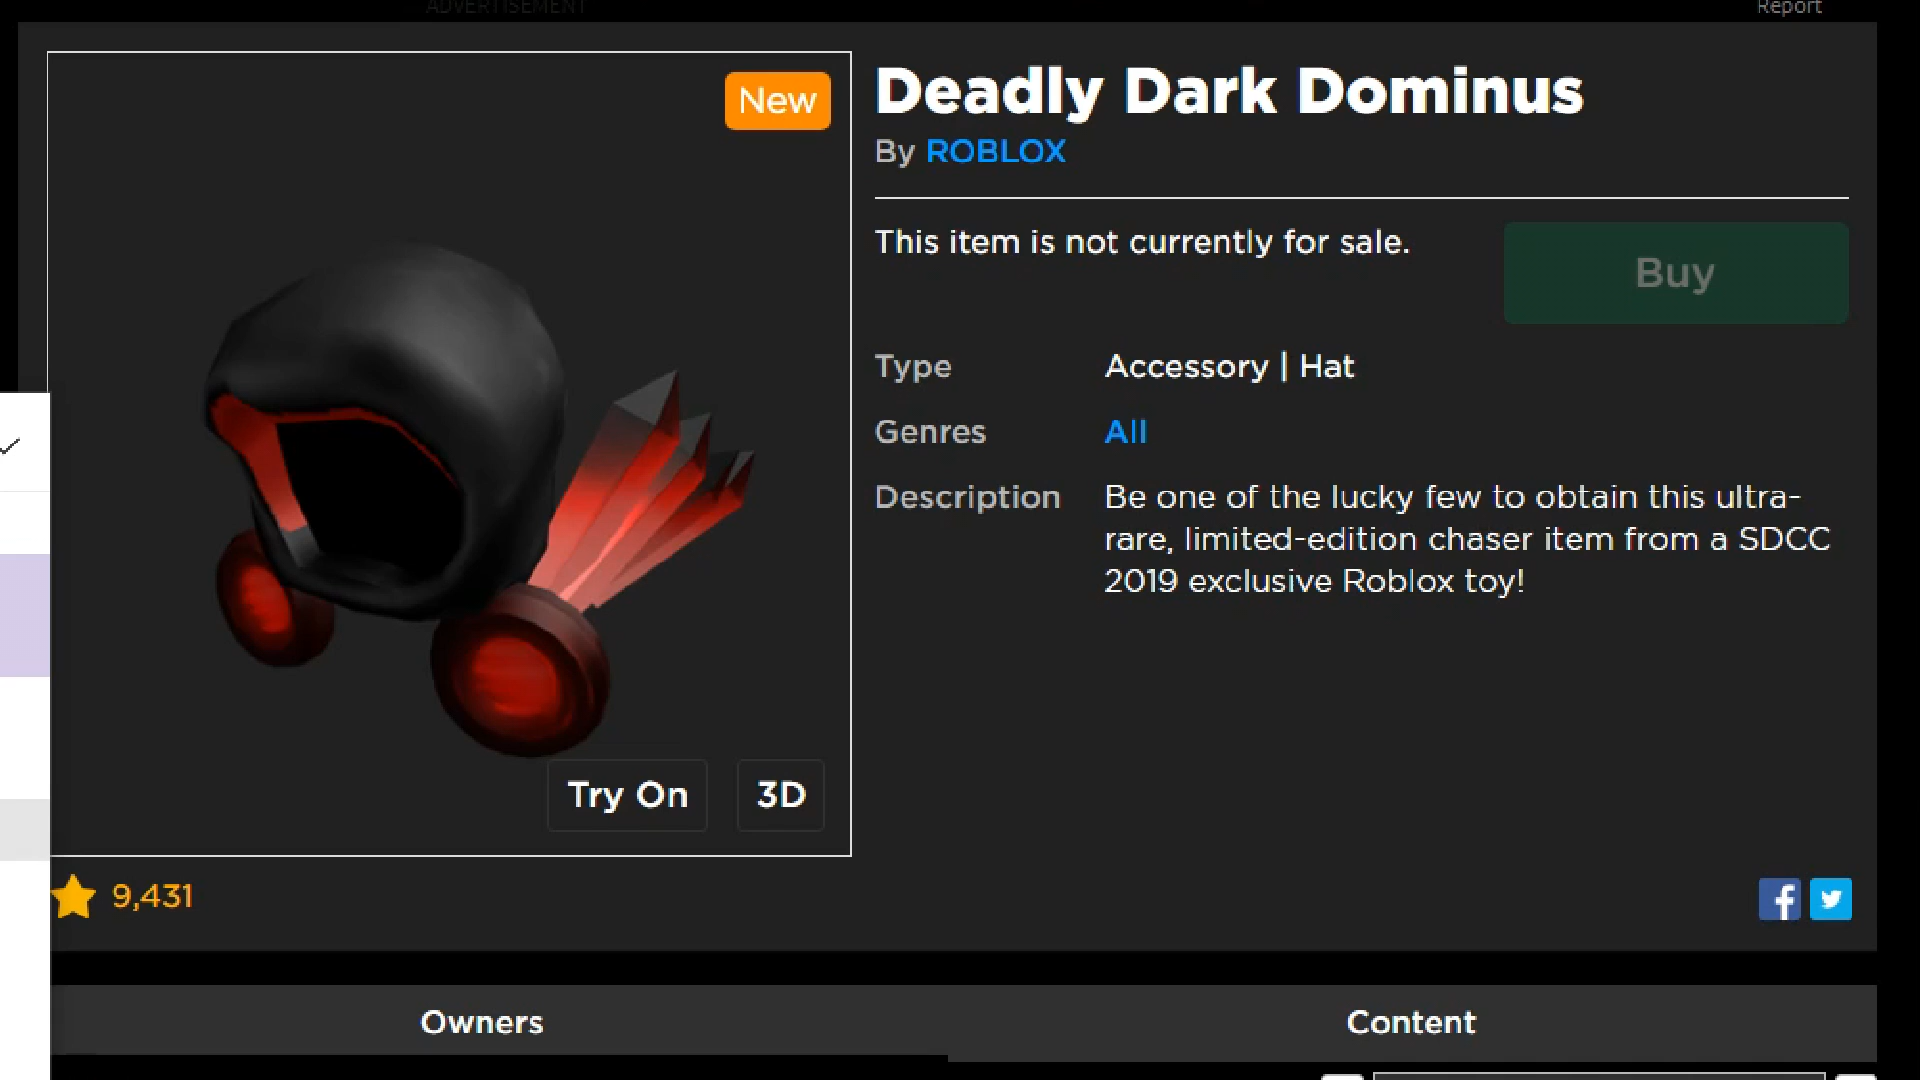 ADVERTISEMENT
Report
New
Deadly Dark Dominus
By ROBLOX
This item is not currently for sale.
Buy
Type Accessory | Hat
Genres All
Description Be one of the lucky few to obtain this ultra-
rare, limited-edition chaser item from a SDCC
2019 exclusive Roblox toy!
Try On
3D
9,431
Owners
Content